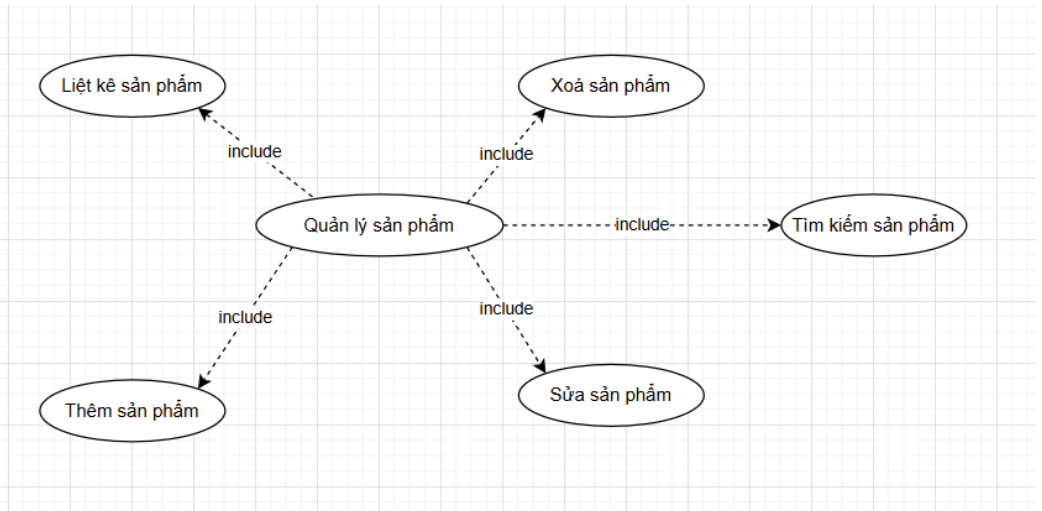 Liệt kê sản phẩm
Xoá sản phẩm
include
include
Quản lý sản phẩm
include
Tìm kiếm sản phẩm
include
include
Thêm sản phẩm
Sửa sản phẩm